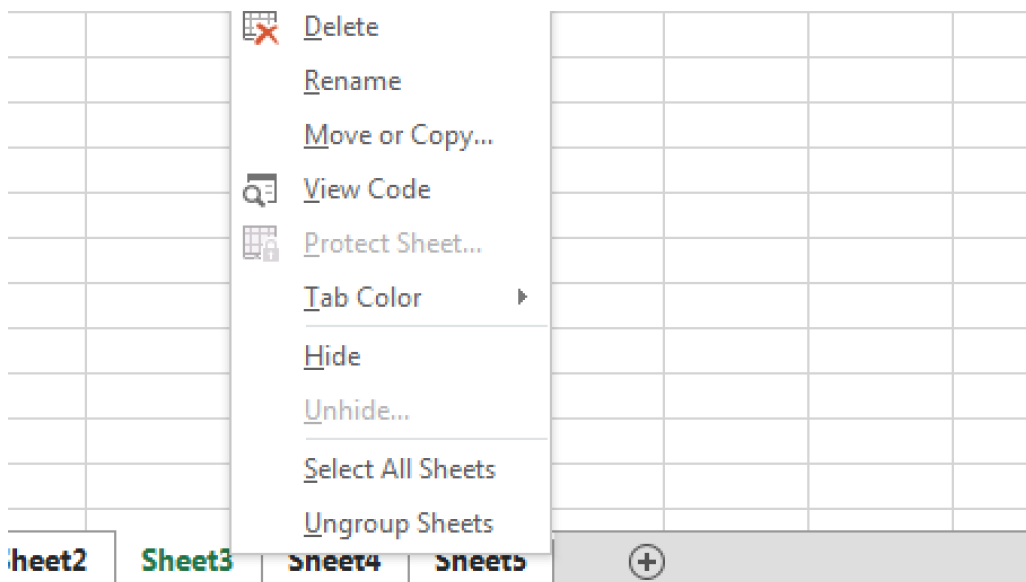 Delete
Rename
Move or Copy...
View Code
Protect Sheet...
Tab Color
Hide
Unhide...
Select All Sheets
Ungroup Sheets
Sheet2 Sheet3 Sheet4 Sheet5